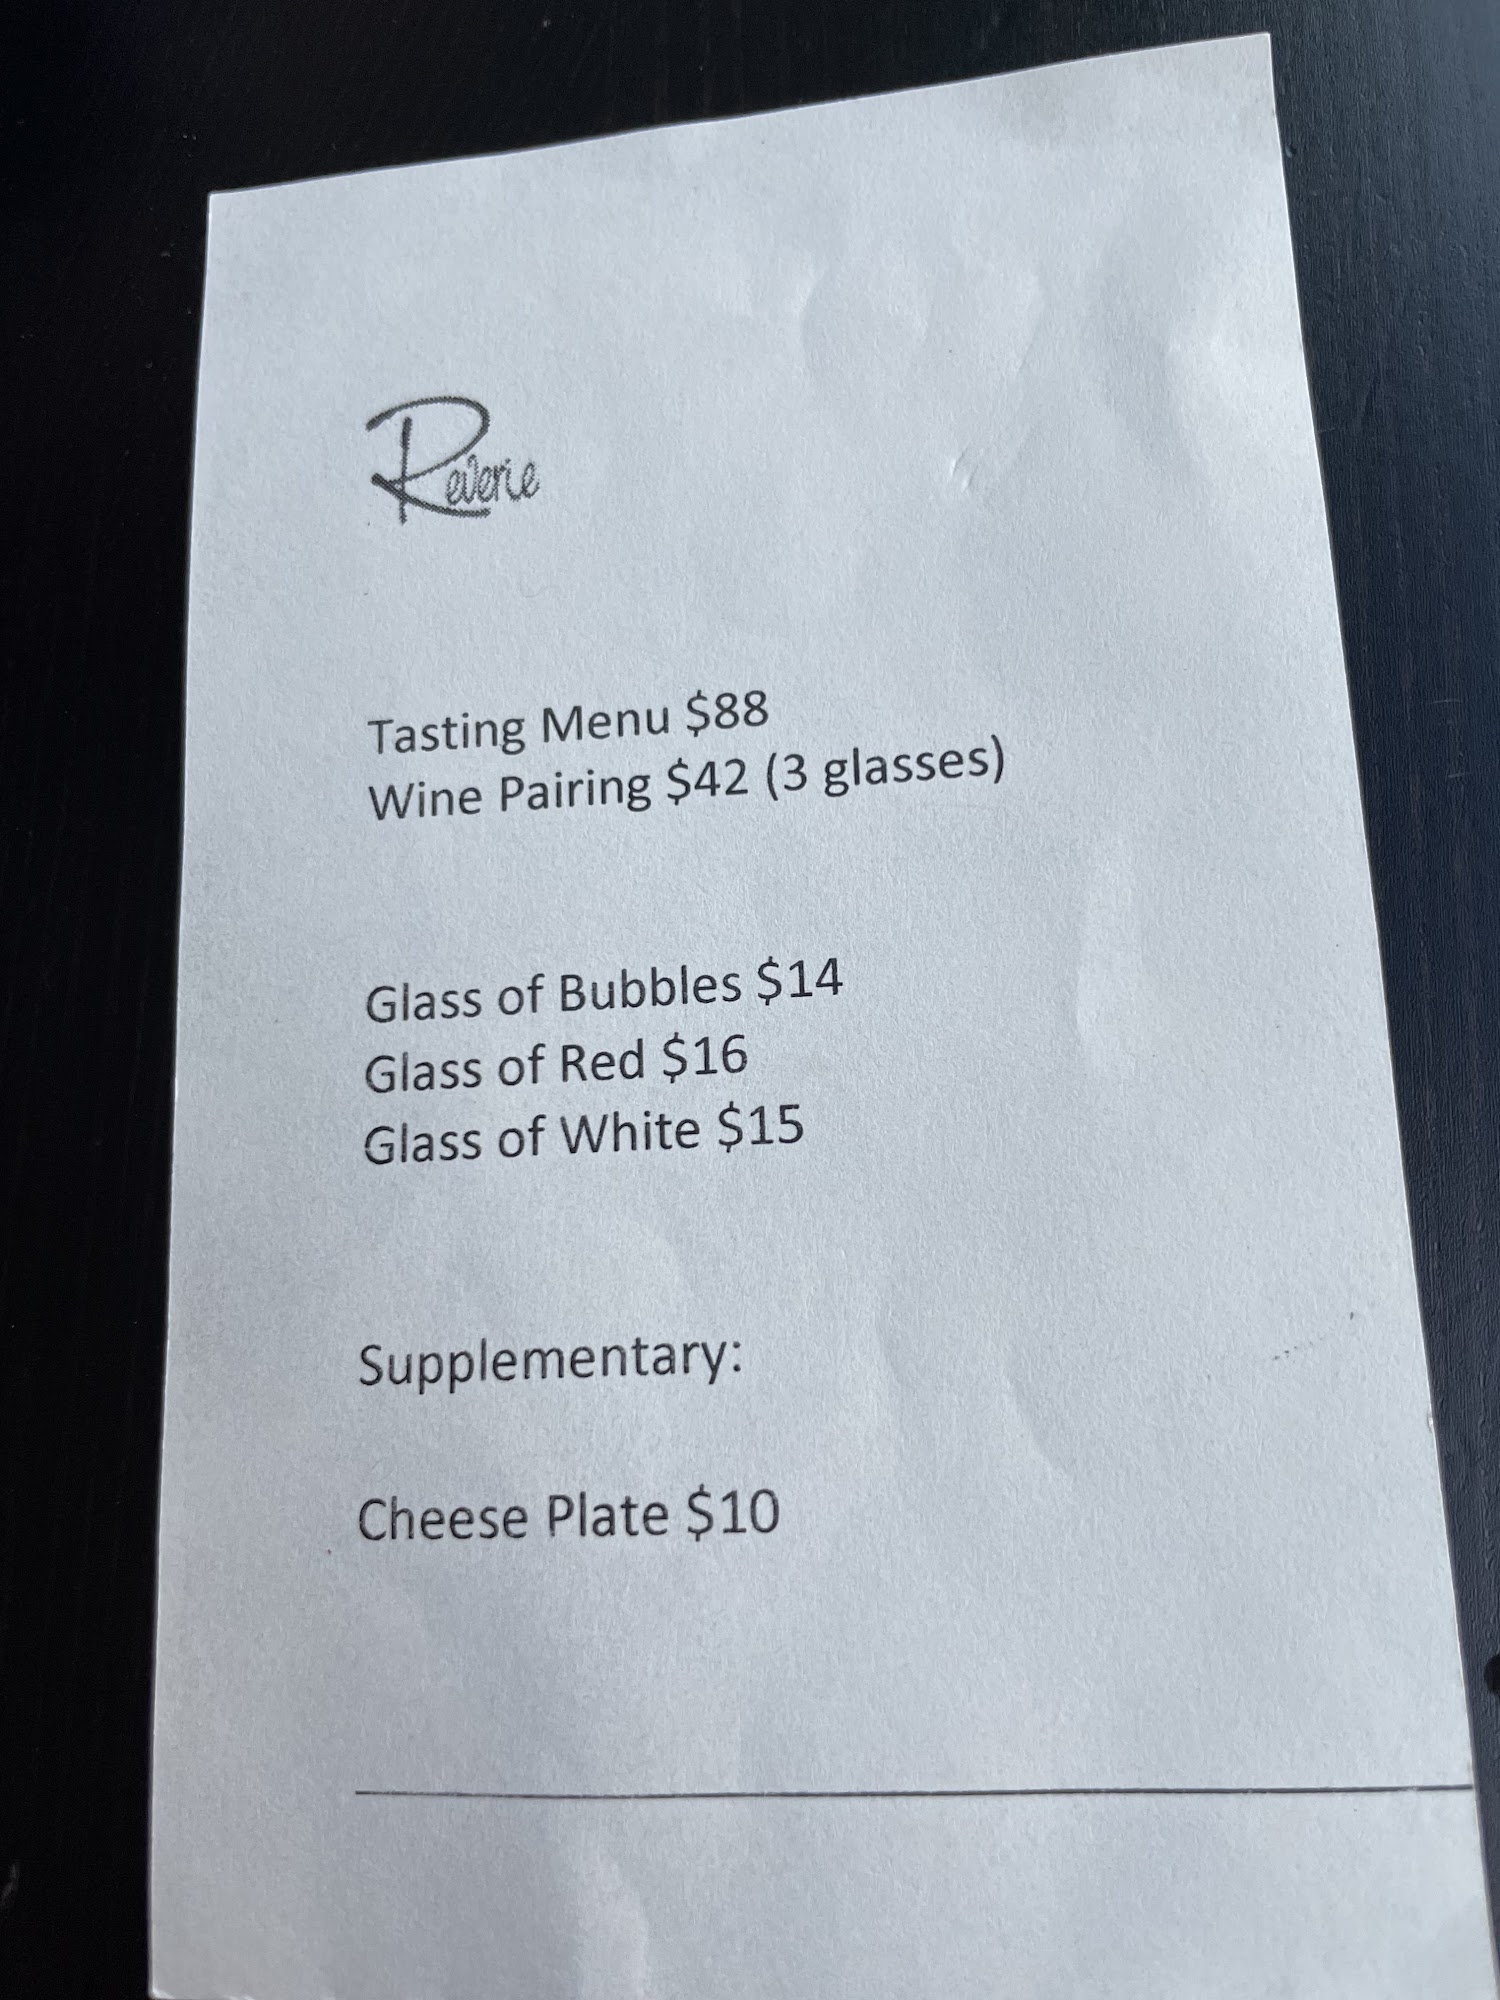 Reverie
Tasting Menu $88
Wine Pairing $42 (3 glasses)
Glass of Bubbles $14
Glass of Red $16
Glass of White $15
Supplementary:
Cheese Plate $10